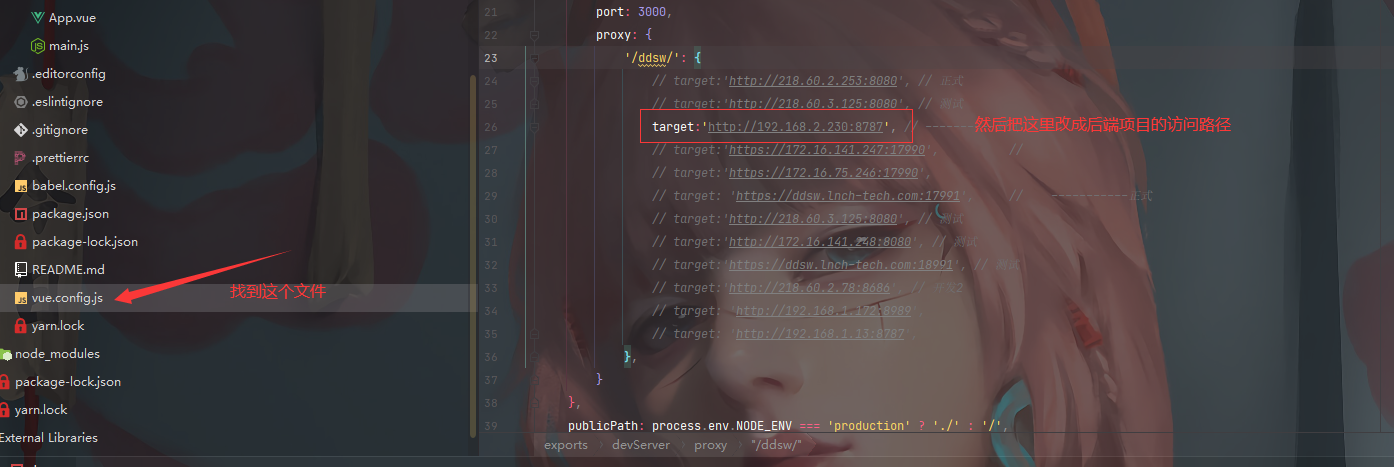 App.vue
main.js
.editorconfig
.eslintignore
.gitignore
.prettierrc
babel.config.js
package.json
package-lock.json
README.md
vue.config.js
yarn.lock
node_modules
package-lock.json
yarn.lock
External Libraries
找到这个文件
21 port: 3000,
22 proxy: {
23 '/ddsw/': {
24 // target:'http://218.60.2.253:8080', // 正式
25 // target:'http://218.60.3.125:8080', // 测试
26 target:'http://192.168.2.230:8787', // -------- 然后把这里改成后端项目的访问路径
27 // target:'https://172.16.141.247:17990', //
28 // target:'https://172.16.75.246:17990',
29 // target: 'https://ddsw.lnch-tech.com:17991', // -----------正式
30 // target:'http://218.60.3.125:8080', // 测试
31 // target:'http://172.16.141.248:8080', // 测试
32 // target:'https://ddsw.lnch-tech.com:18991', // 测试
33 // target:'http://218.60.2.78:8686', //
34 // target: 'http://192.168.1.172:8989',
35 // target: 'http://192.168.1.13:8787'
36 },
37 }
38 },
39 publicPath: process.env.NODE_ENV === 'production' ? './' : '/',
exports › devServer › proxy › "/ddsw/"